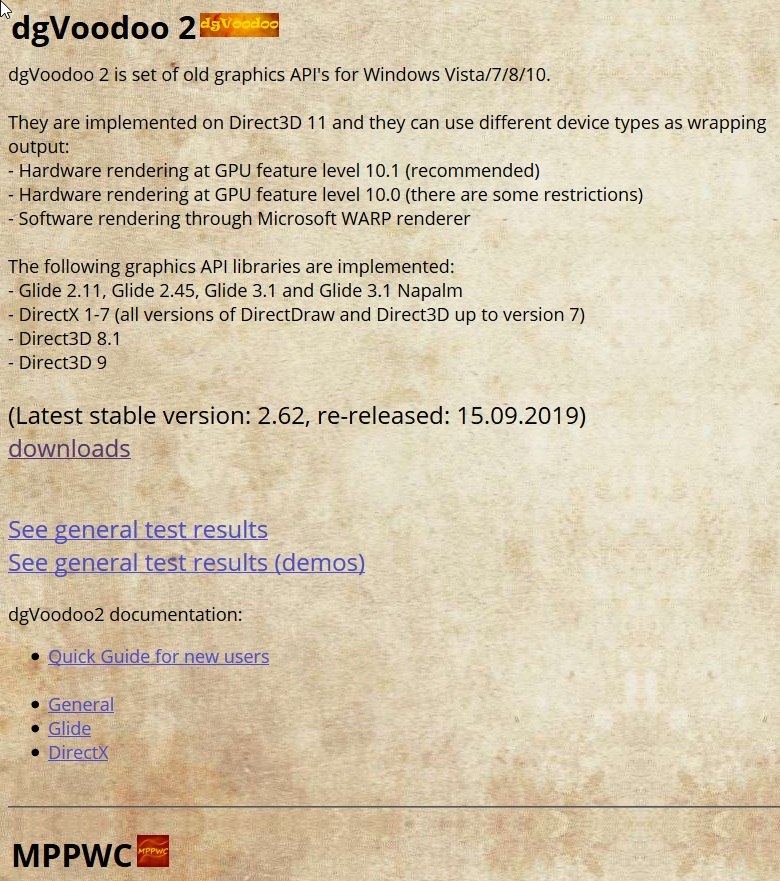 dgVoodoo 2 dgVoodoo
dgVoodoo 2 is set of old graphics API's for Windows Vista/7/8/10.
They are implemented on Direct3D 11 and they can use different device types as wrapping
output:
- Hardware rendering at GPU feature level 10.1 (recommended)
- Hardware rendering at GPU feature level 10.0 (there are some restrictions)
- Software rendering through Microsoft WARP renderer
The following graphics API libraries are implemented:
- Glide 2.11, Glide 2.45, Glide 3.1 and Glide 3.1 Napalm
- DirectX 1-7 (all versions of DirectDraw and Direct3D up to version 7)
- Direct3D 8.1
- Direct3D 9
(Latest stable version: 2.62, re-released: 15.09.2019)
downloads
See general test results
See general test results (demos)
dgVoodoo2 documentation:
• Quick Guide for new users
• General
• Glide
• DirectX
MPPWC MPPWC